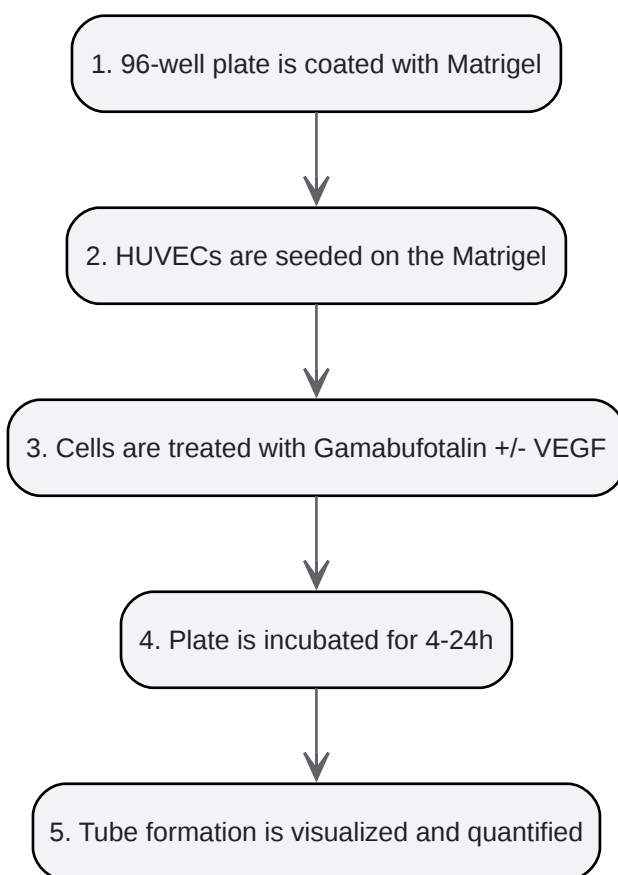 1. 96-well plate is coated with Matrigel
2. HUVECs are seeded on the Matrigel
3. Cells are treated with Gamabufotalin +/- VEGF
4. Plate is incubated for 4-24h
5. Tube formation is visualized and quantified